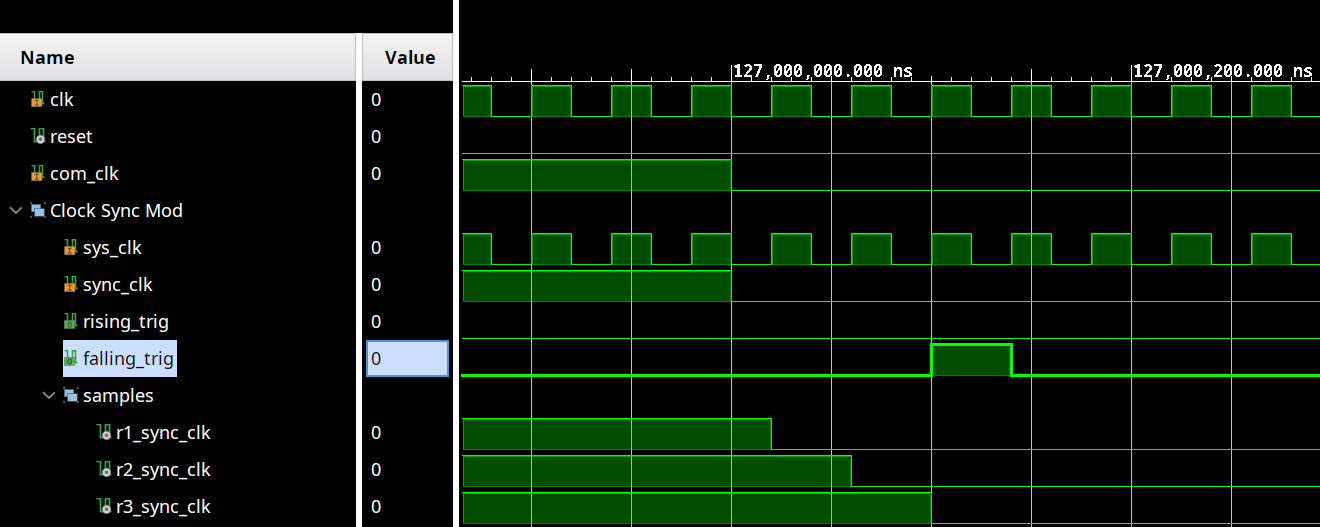 Name Value
127,000,000.000 ns 127,000,200.000 ns
clk 0
reset 0
com_clk 0
Clock Sync Mod
sys_clk 0
sync_clk 0
rising_trig 0
falling_trig 0
samples
r1_sync_clk 0
r2_sync_clk 0
r3_sync_clk 0